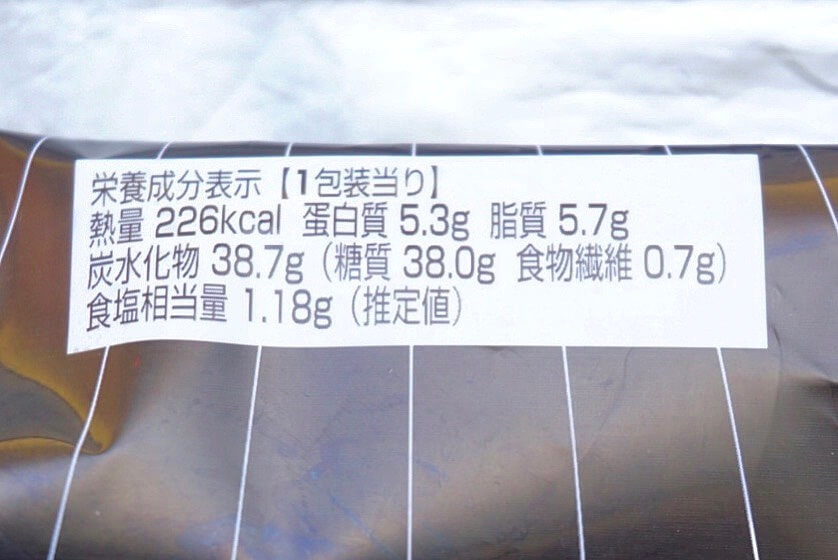 栄養成分表示【1包装当り】
熱量 226kcal 蛋白質 5.3g 脂質 5.7g
炭水化物 38.7g（糖質 38.0g 食物繊維 0.7g）
食塩相当量 1.18g（推定値）